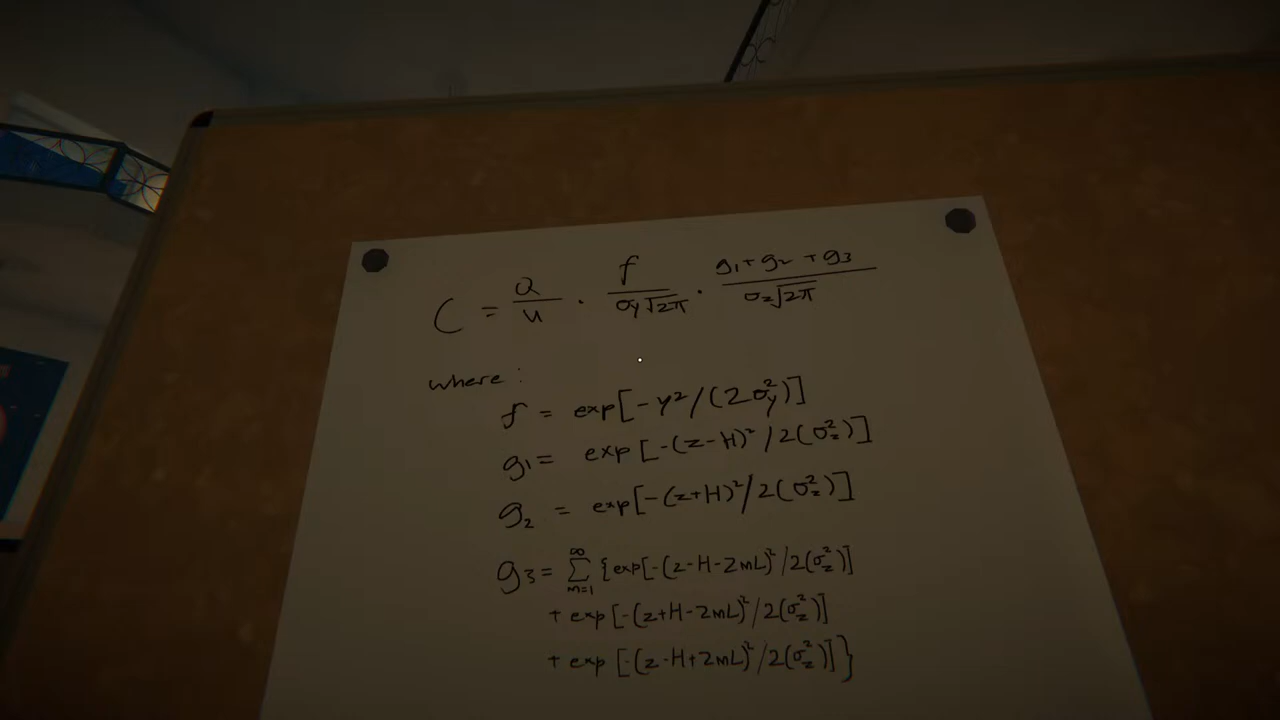 C = Q/u · f/σy√2π · g1+g2+g3/σz√2π
where :
f = exp[-y²/(2σy²)]
g1 = exp[-(z-H)²/2(σz²)]
g2 = exp[-(z+H)²/2(σz²)]
g3 = ∑m=1∞ {exp[-(z-H-2mL)²/2(σz²)]
+ exp[-(z+H-2mL)²/2(σz²)]
+ exp[-(z-H+2mL)²/2(σz²)]}